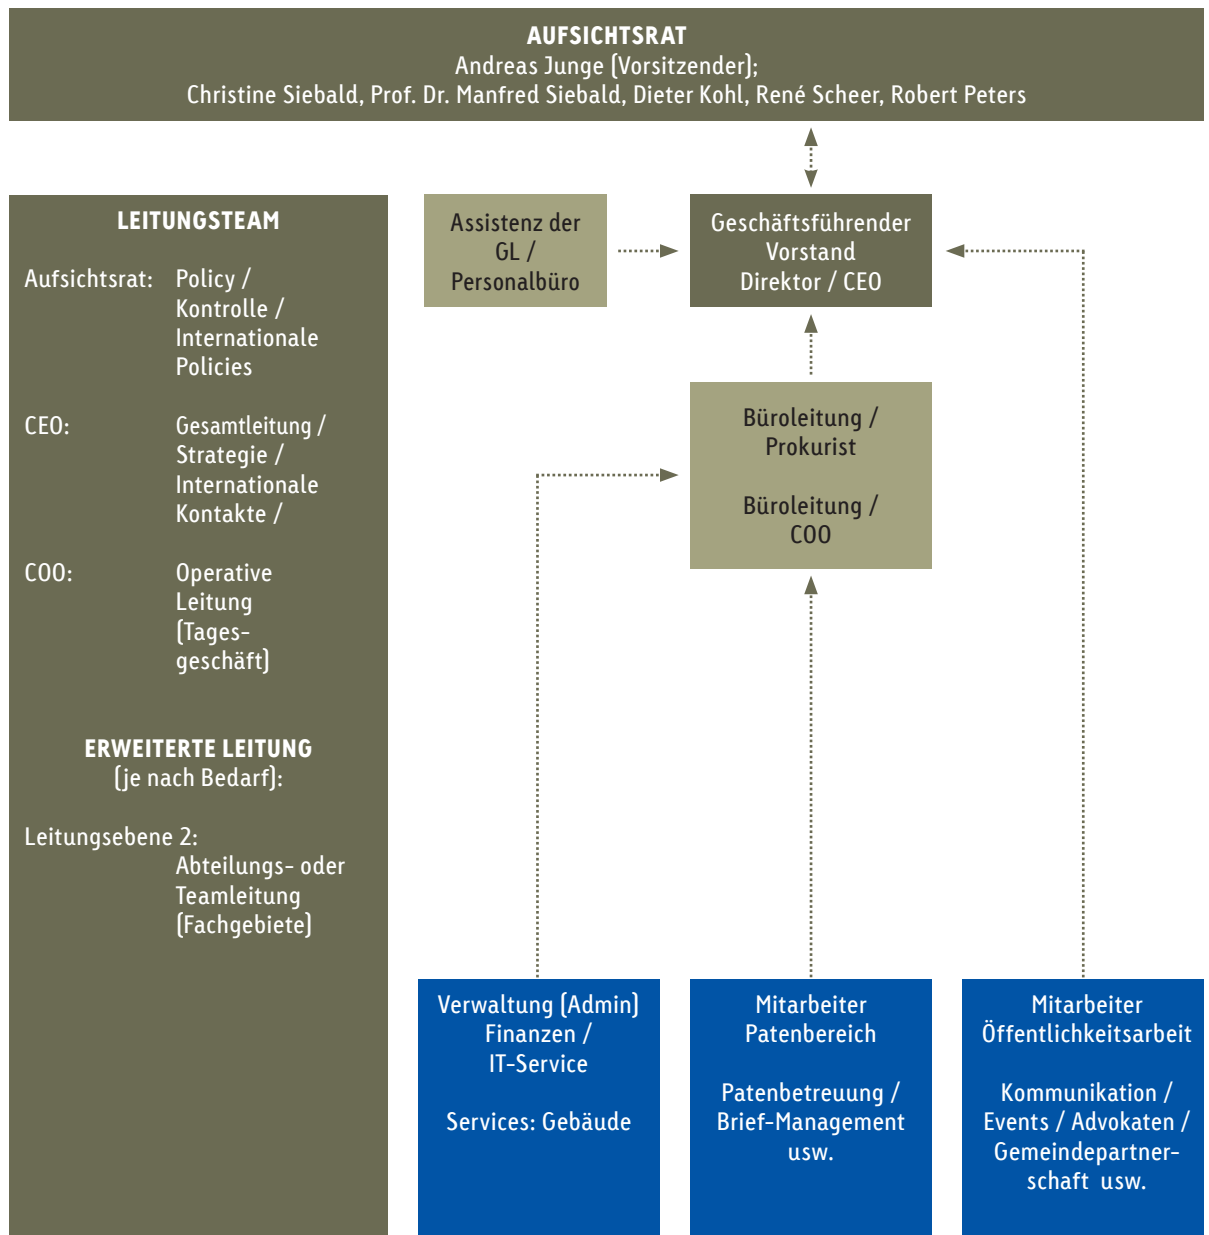 AUFSICHTSRAT
Andreas Junge (Vorsitzender);
Christine Siebald, Prof. Dr. Manfred Siebald, Dieter Kohl, René Scheer, Robert Peters
LEITUNGSTEAM
Aufsichtsrat: Policy /
Kontrolle /
Internationale
Policies
CEO: Gesamtleitung /
Strategie /
Internationale
Kontakte /
COO: Operative
Leitung
(Tages-
geschäft)
ERWEITERTE LEITUNG
(je nach Bedarf):
Leitungsebene 2:
Abteilungs- oder
Teamleitung
(Fachgebiete)
Assistenz der
GL /
Personalbüro
Geschäftsführender
Vorstand
Direktor / CEO
Büroleitung /
Prokurist
Büroleitung /
COO
Verwaltung (Admin)
Finanzen /
IT-Service
Services: Gebäude
Mitarbeiter
Patenbereich
Patenbetreuung /
Brief-Management
usw.
Mitarbeiter
Öffentlichkeitsarbeit
Kommunikation /
Events / Advokaten /
Gemeindepartner-
schaft usw.